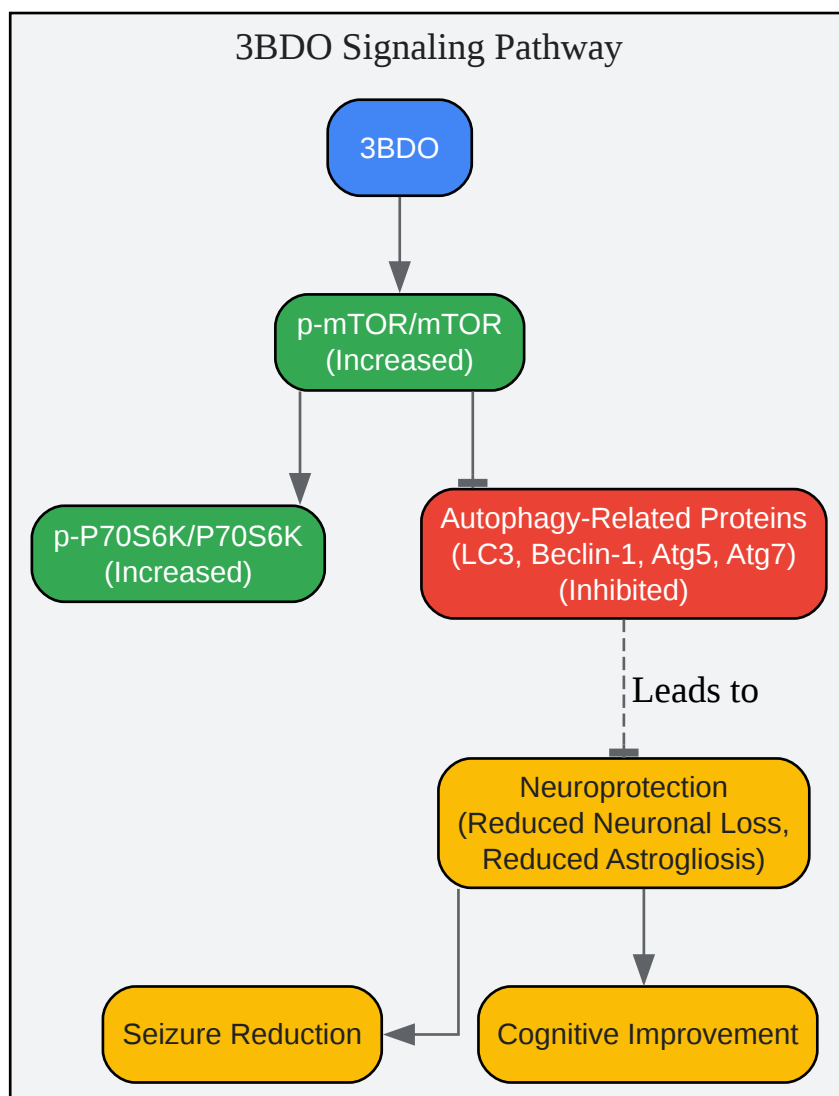 3BDO Signaling Pathway
3BDO
p-mTOR/mTOR
(Increased)
p-P70S6K/P70S6K
(Increased)
Autophagy-Related Proteins
(LC3, Beclin-1, Atg5, Atg7)
(Inhibited)
Leads to
Neuroprotection
(Reduced Neuronal Loss,
Reduced Astrogliosis)
Seizure Reduction
Cognitive Improvement